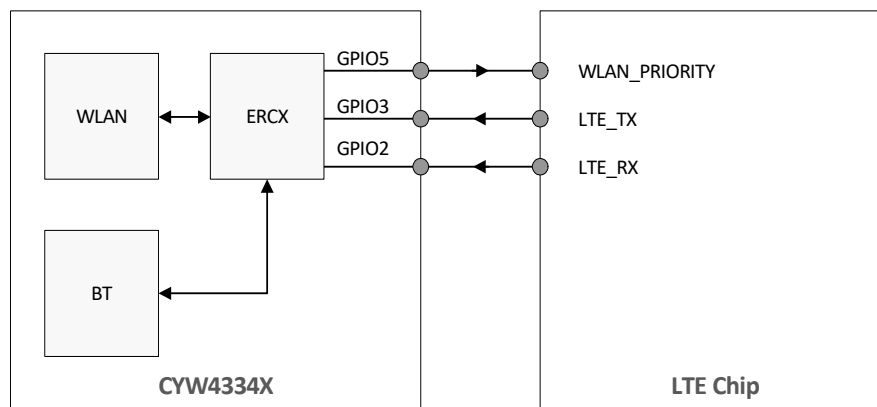 GPIO5
WLAN_PRIORITY
WLAN
ERCX
GPIO3
LTE_TX
GPIO2
LTE_RX
BT
CYW4334X
LTE Chip